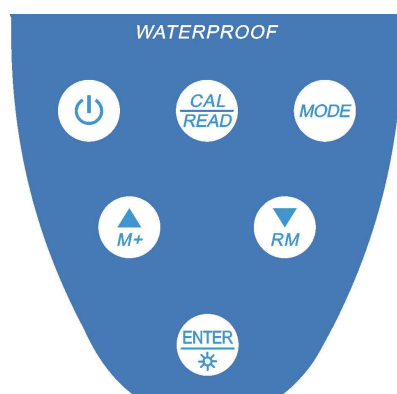 WATERPROOF
CAL
READ
MODE
M+
RM
ENTER